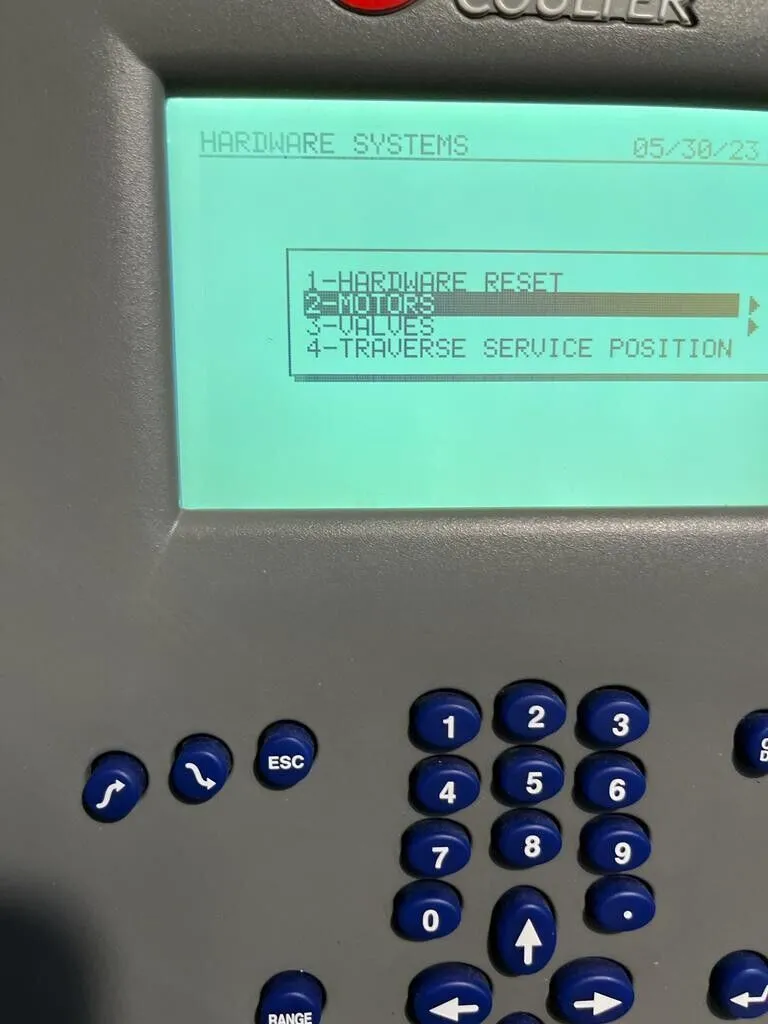 COULTER
HARDWARE SYSTEMS 05/30/23
1-HARDWARE RESET
2-MOTORS
3-VALVES
4-TRAVERSE SERVICE POSITION
1 2 3
ESC
4 5 6
7 8 9
0 .
RANGE